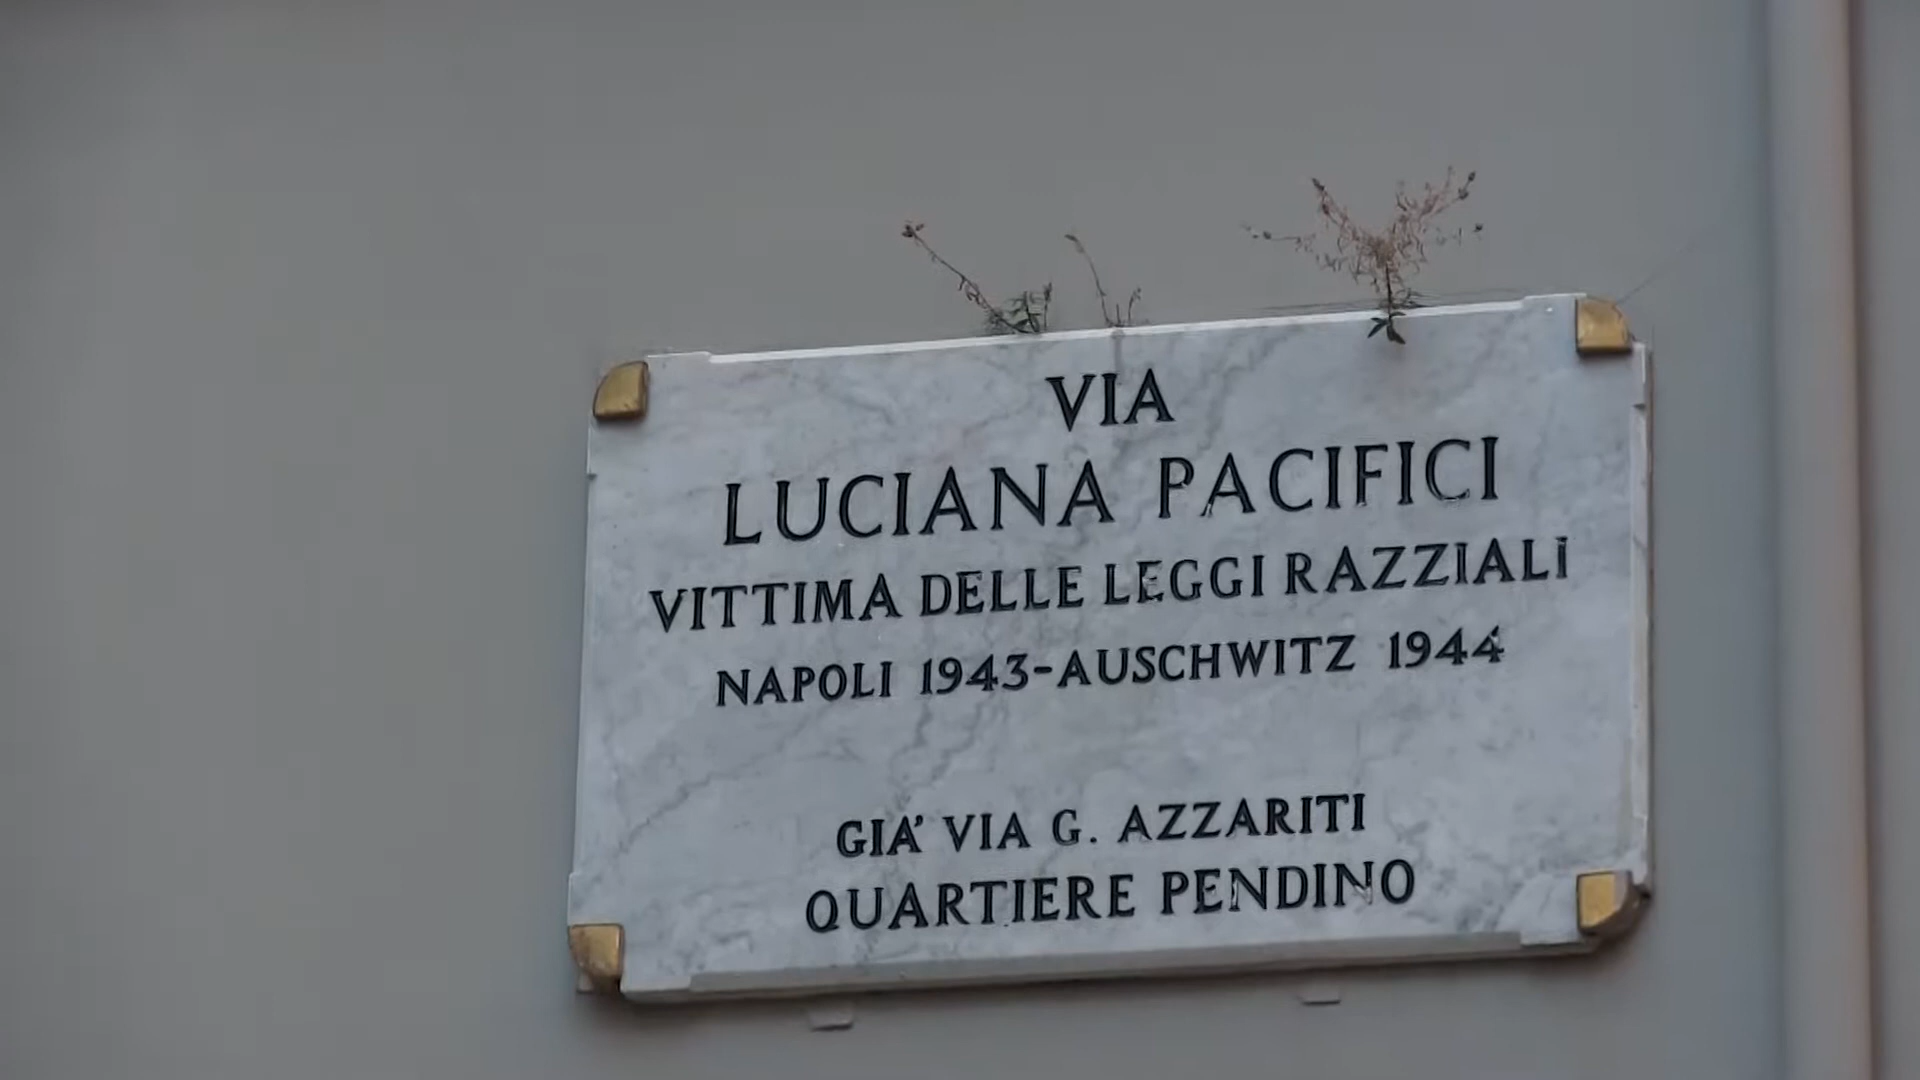 VIA
LUCIANA PACIFICI
VITTIMA DELLE LEGGI RAZZIALI
NAPOLI 1943-AUSCHWITZ 1944
GIA' VIA G. AZZARITI
QUARTIERE PENDINO